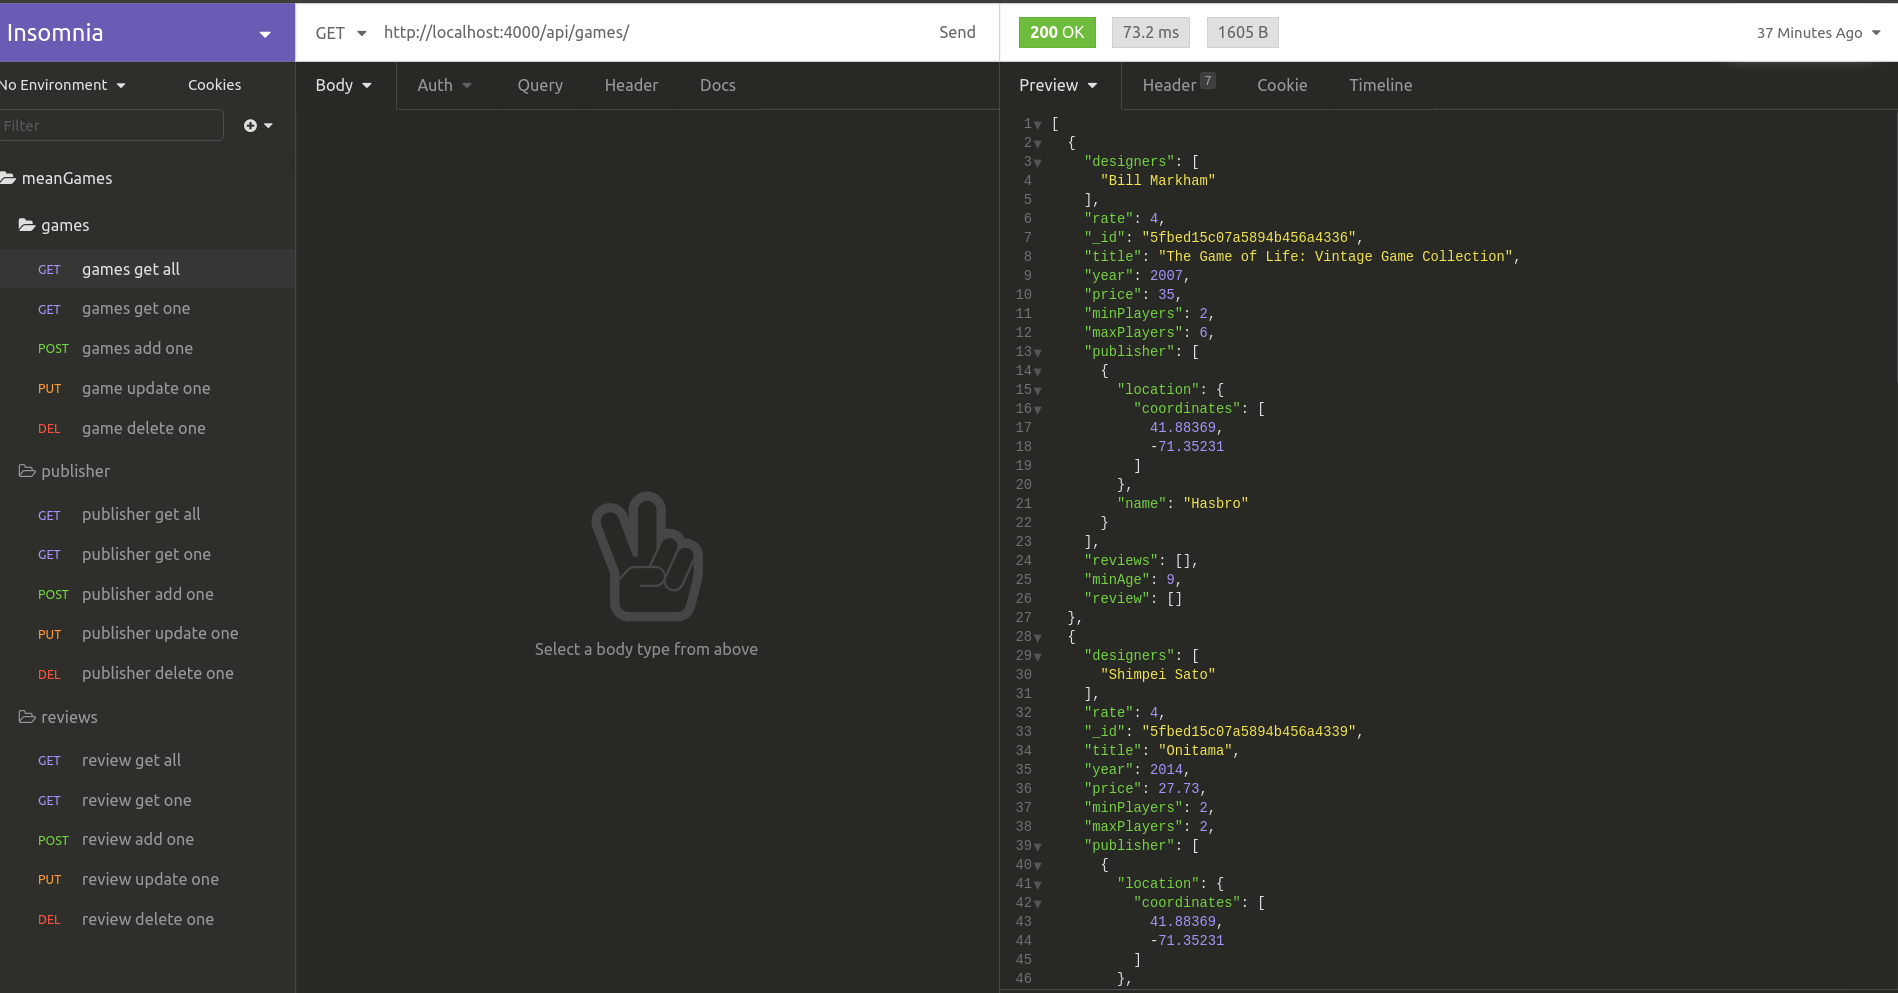 Insomnia
GET http://localhost:4000/api/games/ Send
200 OK 73.2 ms 1605 B 37 Minutes Ago
No Environment Cookies
Filter
meanGames
games
GET games get all
GET games get one
POST games add one
PUT game update one
DEL game delete one
publisher
GET publisher get all
GET publisher get one
POST publisher add one
PUT publisher update one
DEL publisher delete one
reviews
GET review get all
GET review get one
POST review add one
PUT review update one
DEL review delete one
Body Auth Query Header Docs
Select a body type from above
Preview Header 7 Cookie Timeline
1 [
2 {
3 "designers": [
4 "Bill Markham"
5 ],
6 "rate": 4,
7 "_id": "5fbed15c07a5894b456a4336",
8 "title": "The Game of Life: Vintage Game Collection",
9 "year": 2007,
10 "price": 35,
11 "minPlayers": 2,
12 "maxPlayers": 6,
13 "publisher": [
14 {
15 "location": {
16 "coordinates": [
17 41.88369,
18 -71.35231
19 ]
20 },
21 "name": "Hasbro"
22 }
23 ],
24 "reviews": [],
25 "minAge": 9,
26 "review": []
27 },
28 {
29 "designers": [
30 "Shimpei Sato"
31 ],
32 "rate": 4,
33 "_id": "5fbed15c07a5894b456a4339",
34 "title": "Onitama",
35 "year": 2014,
36 "price": 27.73,
37 "minPlayers": 2,
38 "maxPlayers": 2,
39 "publisher": [
40 {
41 "location": {
42 "coordinates": [
43 41.88369,
44 -71.35231
45 ]
46 },